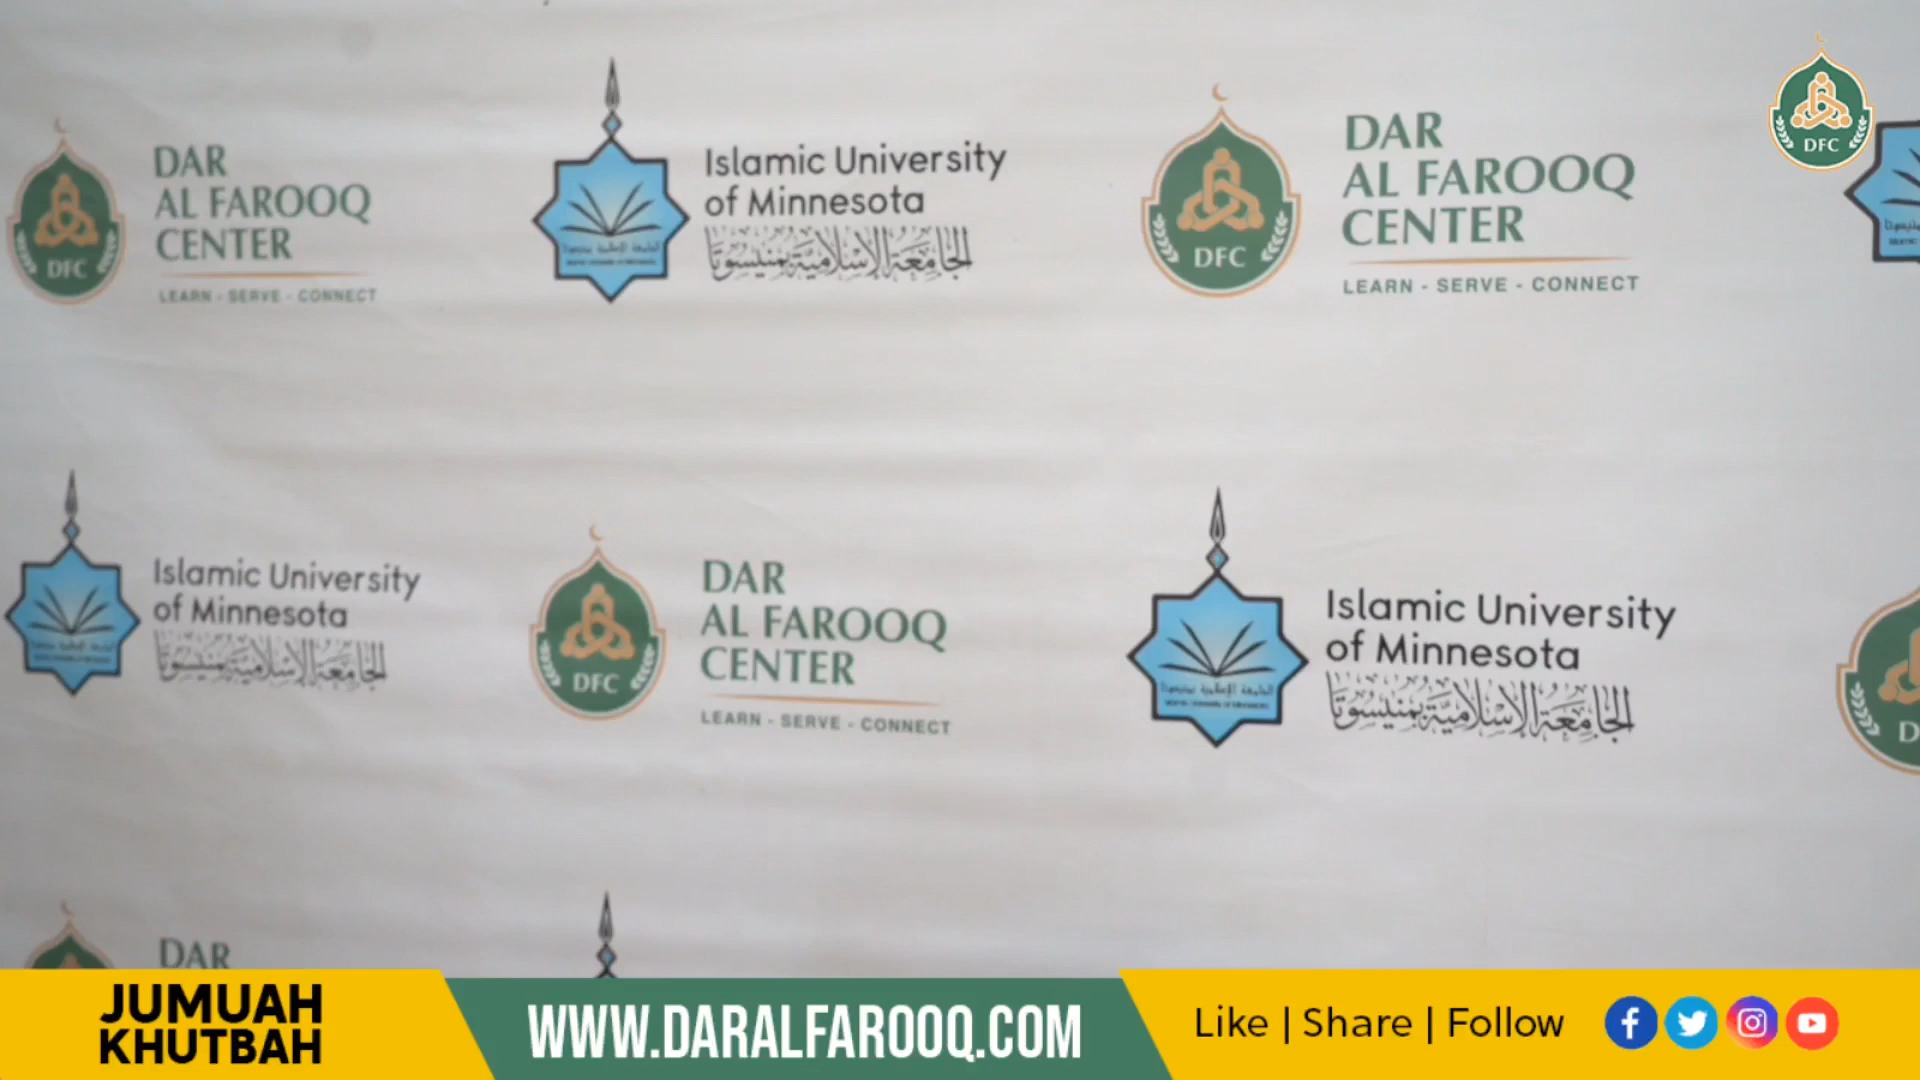 DAR
AL FAROOQ
CENTER
LEARN - SERVE - CONNECT
DFC
Islamic University
of Minnesota
الجامعة الإسلامية بمنيسوتا
DAR
AL FAROOQ
CENTER
LEARN - SERVE - CONNECT
DFC
DFC
Islamic University
of Minnesota
الجامعة الإسلامية بمنيسوتا
DAR
AL FAROOQ
CENTER
LEARN - SERVE - CONNECT
DFC
Islamic University
of Minnesota
الجامعة الإسلامية بمنيسوتا
D
DAR
JUMUAH
KHUTBAH
WWW.DARALFAROOQ.COM
Like | Share | Follow